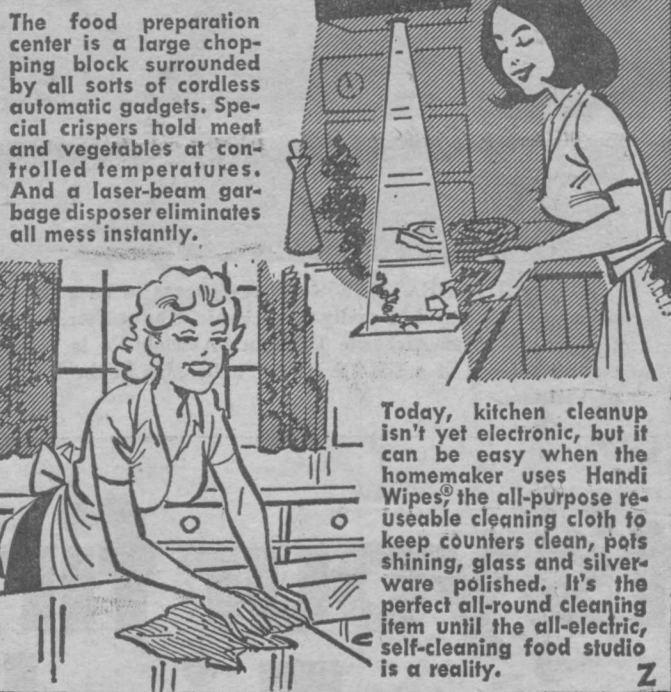 The food preparation
center is a large chop-
ping block surrounded
by all sorts of cordless
automatic gadgets. Spe-
cial crispers hold meat
and vegetables at con-
trolled temperatures.
And a laser-beam gar-
bage disposer eliminates
all mess instantly.
Today, kitchen cleanup
isn't yet electronic, but it
can be easy when the
homemaker uses Handi
Wipes,® the all-purpose re-
useable cleaning cloth to
keep counters clean, pots
shining, glass and silver-
ware polished. It's the
perfect all-round cleaning
item until the all-electric,
self-cleaning food studio
is a reality.
Z